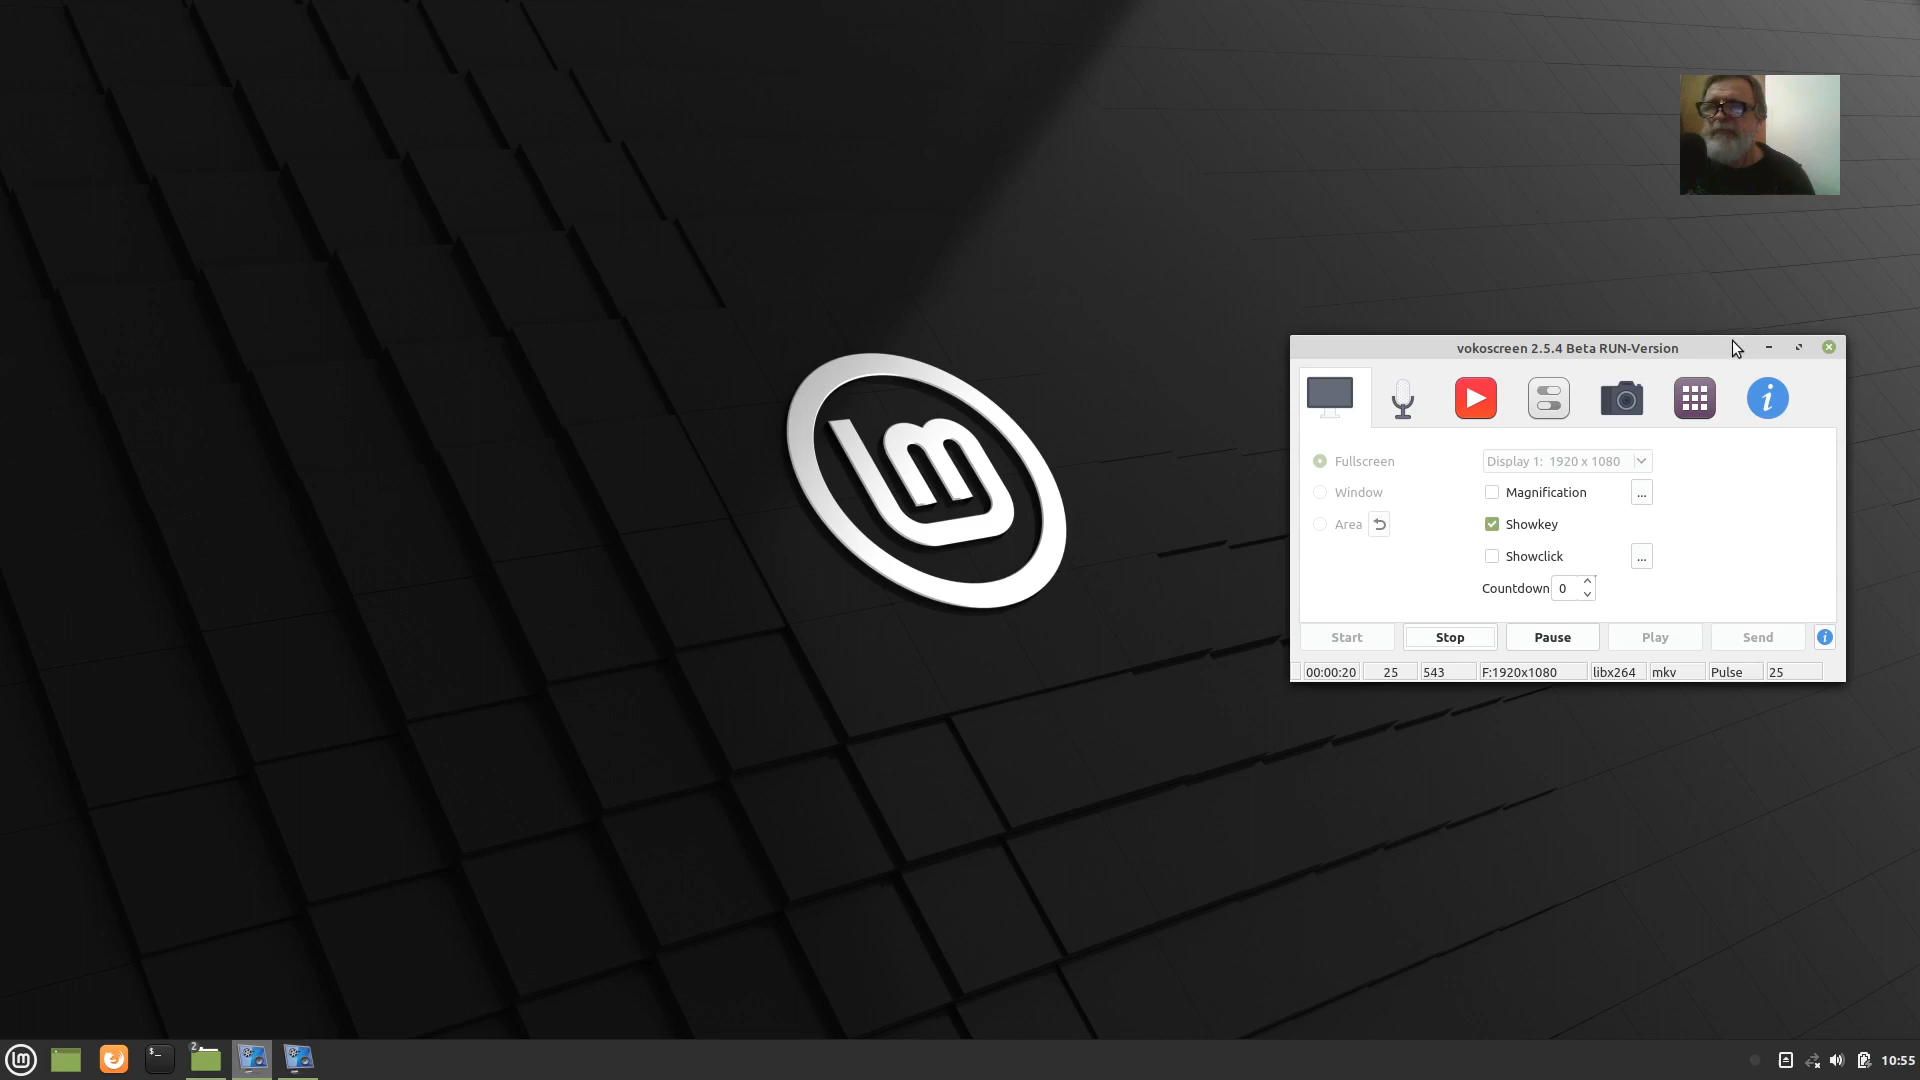 vokoscreen 2.5.4 Beta RUN-Version
Fullscreen
Display 1: 1920 x 1080
Window
Magnification
...
Area
Showkey
Showclick
...
Countdown 0
Start
Stop
Pause
Play
Send
00:00:20
25
543
F:1920x1080
libx264
mkv
Pulse
25
2
10:55